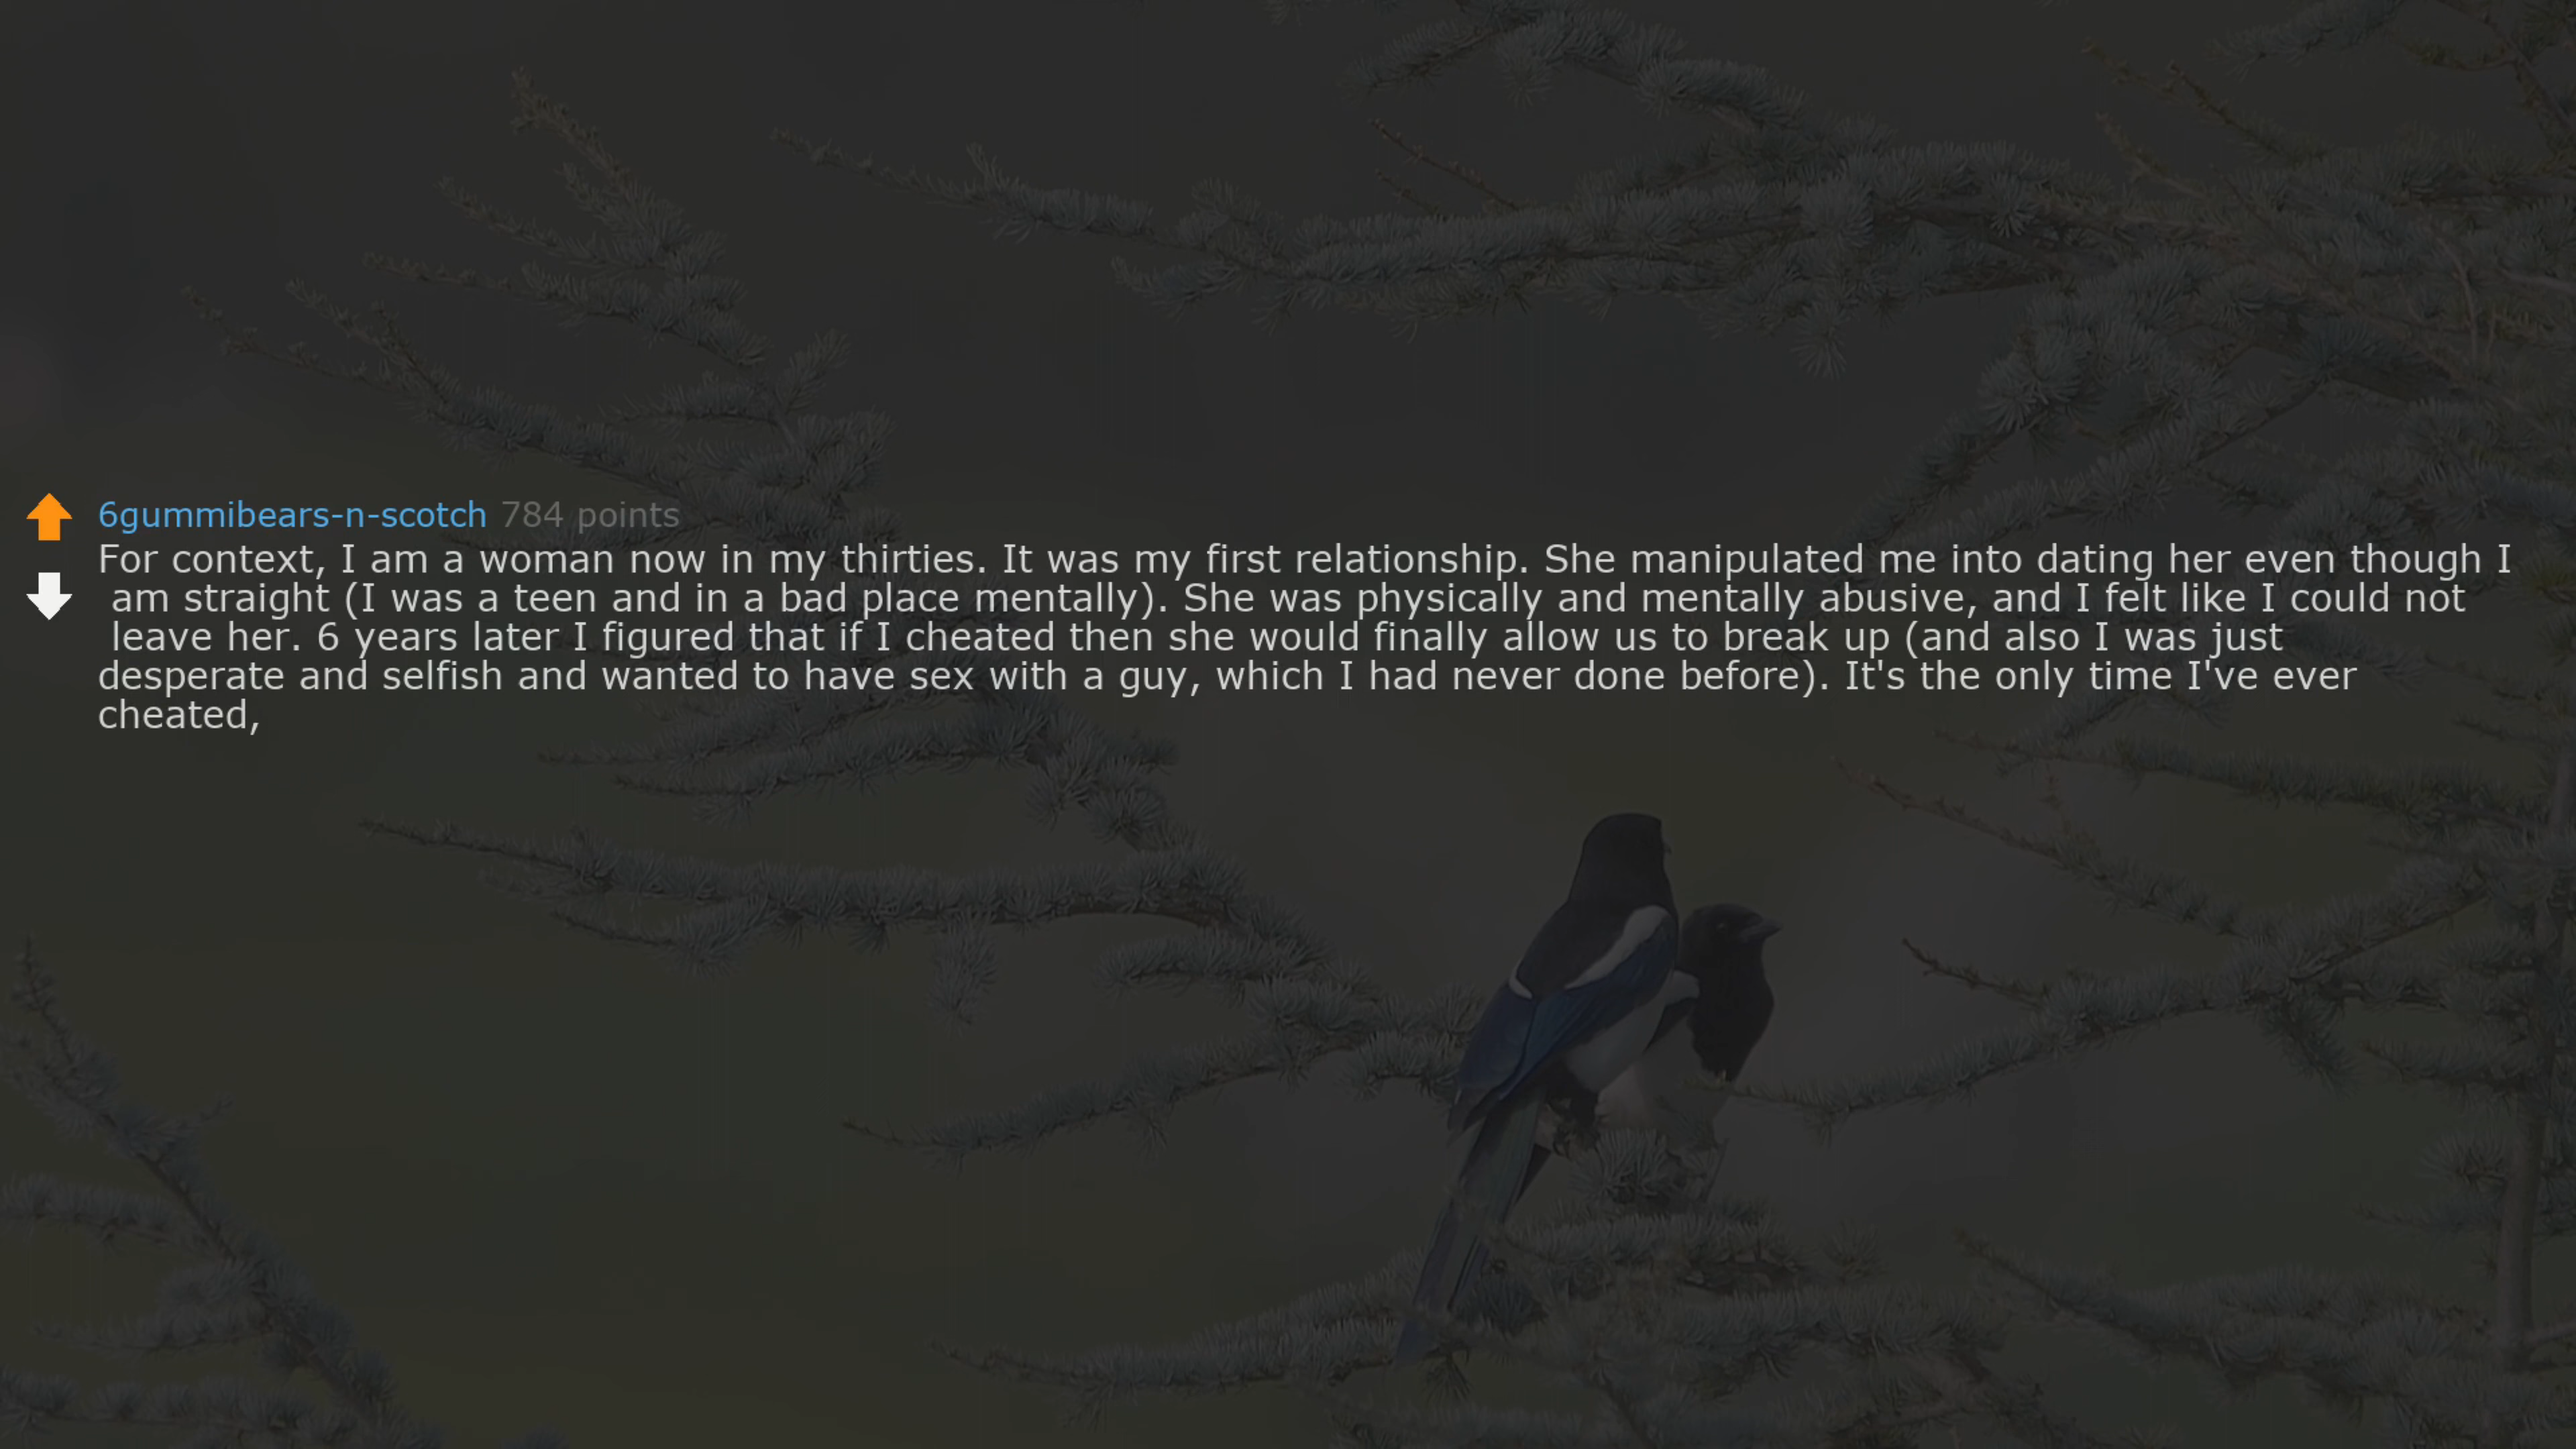 6gummibears-n-scotch 784 points
For context, I am a woman now in my thirties. It was my first relationship. She manipulated me into dating her even though I
am straight (I was a teen and in a bad place mentally). She was physically and mentally abusive, and I felt like I could not
leave her. 6 years later I figured that if I cheated then she would finally allow us to break up (and also I was just
desperate and selfish and wanted to have sex with a guy, which I had never done before). It's the only time I've ever
cheated,